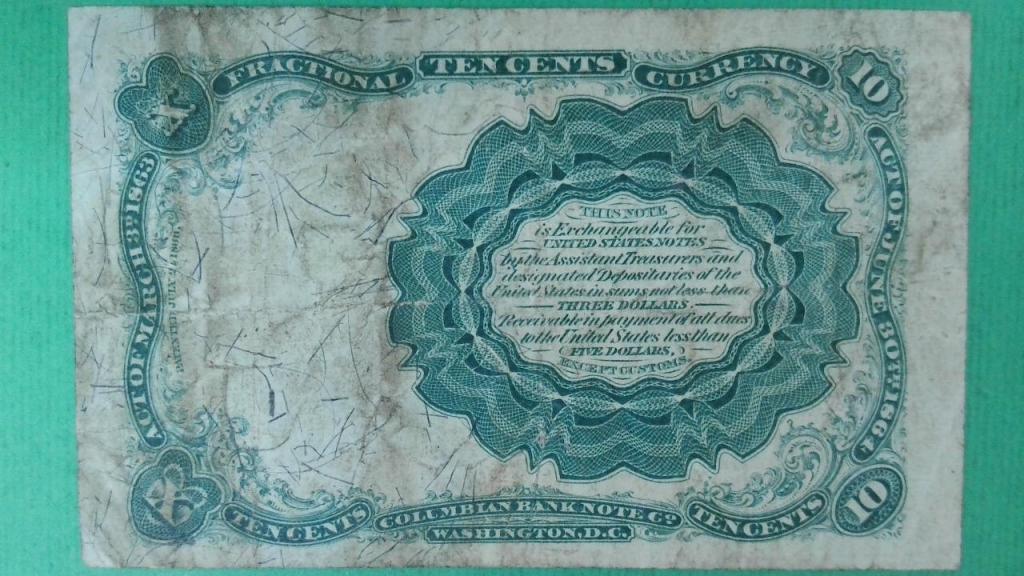 FRACTIONAL TEN CENTS CURRENCY
X
10
ACT OF MARCH 3D 1863
ACT OF JUNE 30TH 1864
THIS NOTE
is Exchangeable for
UNITED STATES NOTES
by the Assistant Treasurers and
designated Depositaries of the
United States in sums not less than
THREE DOLLARS.
Receivable in payment of all dues
to the United States less than
FIVE DOLLARS,
EXCEPT CUSTOMS.
X
10
TEN CENTS
COLUMBIAN BANK NOTE CO.
TEN CENTS
WASHINGTON, D.C.